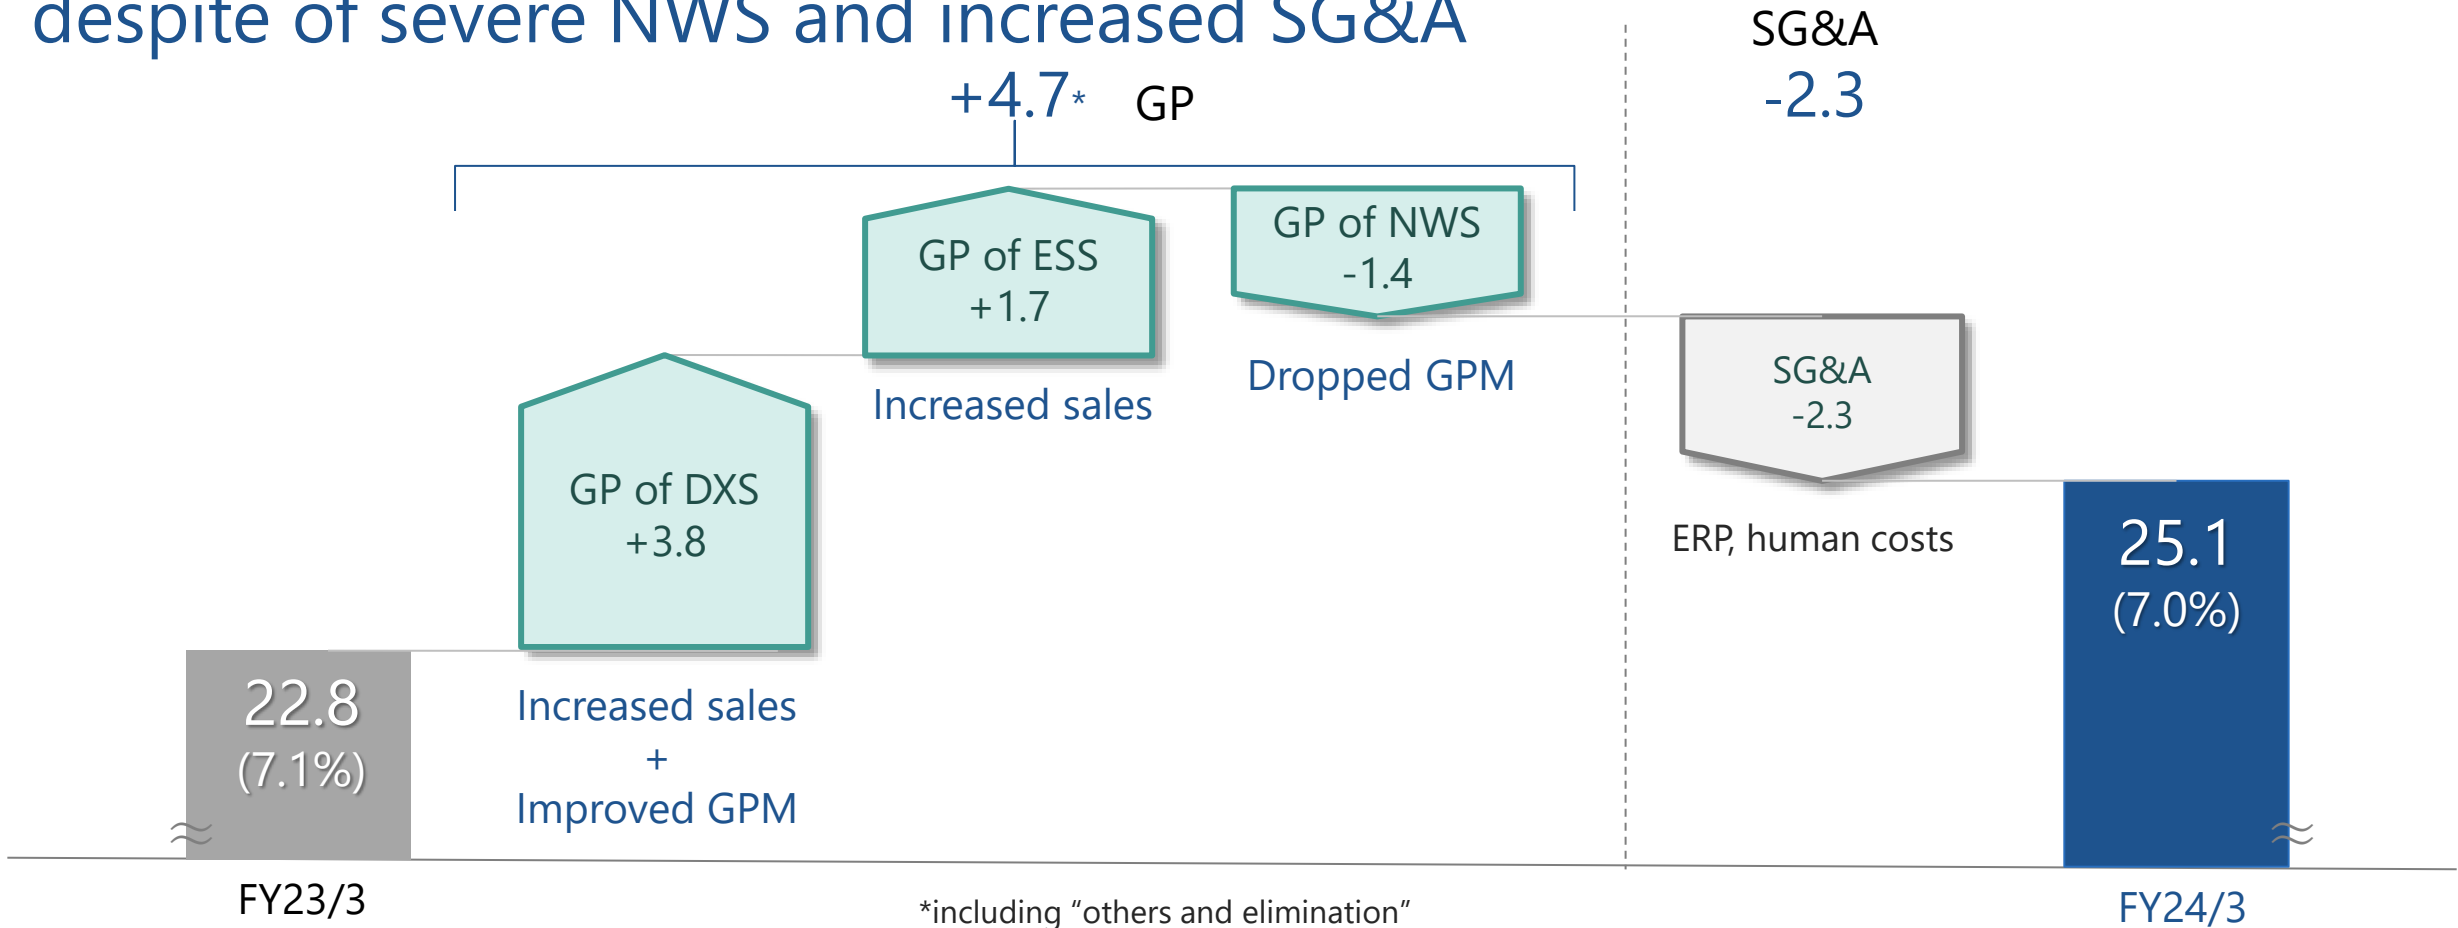 despite of severe NWS and increased SG&A
+4.7* GP
SG&A
-2.3
GP of ESS
+1.7
GP of NWS
-1.4
Increased sales
Dropped GPM
SG&A
-2.3
GP of DXS
+3.8
ERP, human costs
25.1
(7.0%)
22.8
(7.1%)
Increased sales
+
Improved GPM
FY23/3
*including “others and elimination”
FY24/3